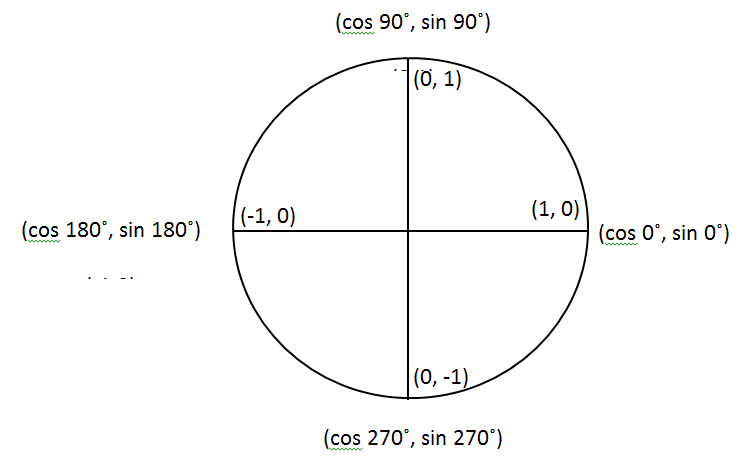 (cos 90°, sin 90°)
(0, 1)
(-1, 0)
(1, 0)
(cos 180°, sin 180°)
(cos 0°, sin 0°)
(0, -1)
(cos 270°, sin 270°)